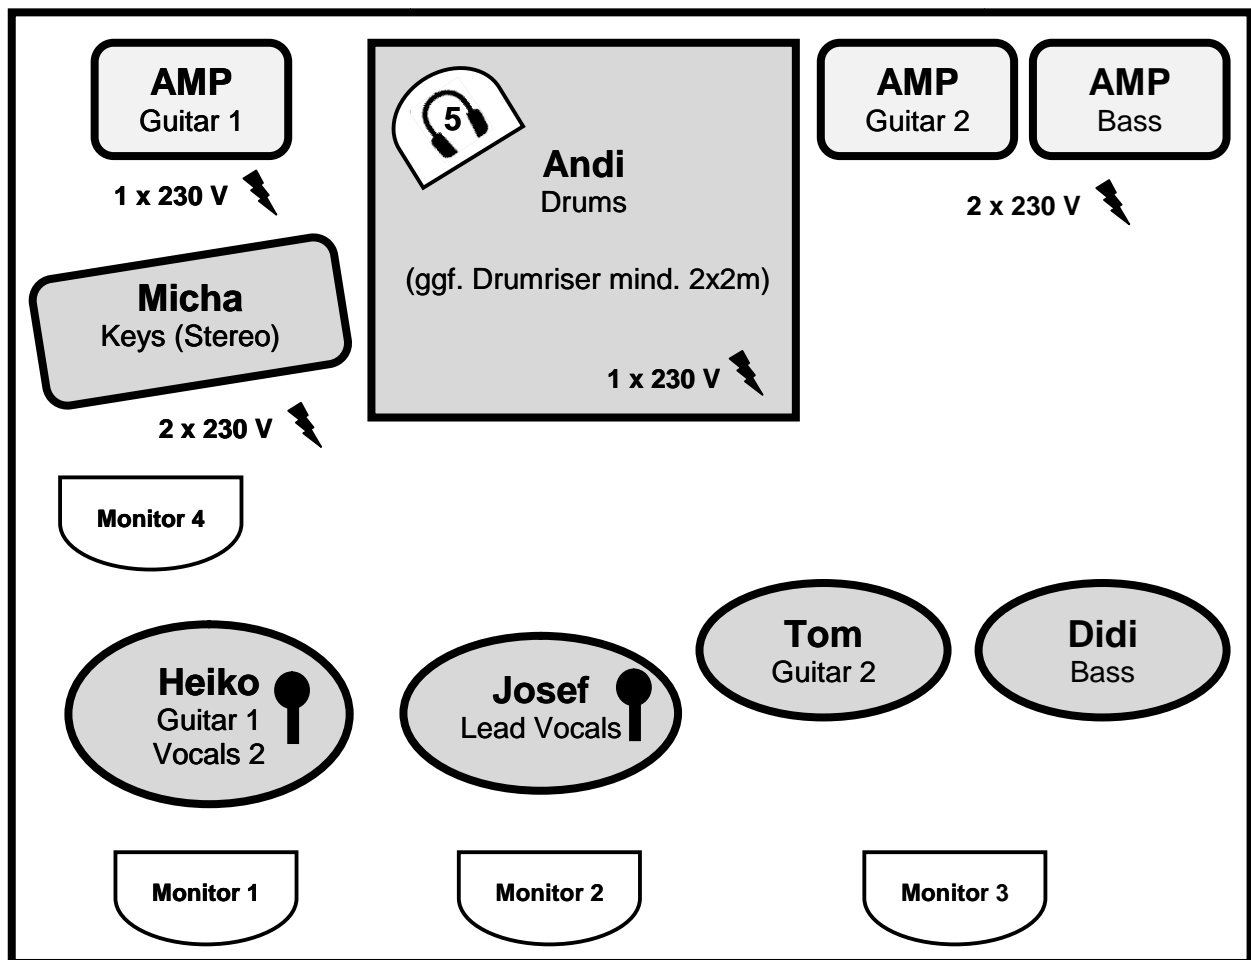 AMP
Guitar 1
1 x 230 V
5
Andi
Drums
(ggf. Drumriser mind. 2x2m)
1 x 230 V
AMP
Guitar 2
AMP
Bass
2 x 230 V
Micha
Keys (Stereo)
2 x 230 V
Monitor 4
Heiko
Guitar 1
Vocals 2
Josef
Lead Vocals
Tom
Guitar 2
Didi
Bass
Monitor 1
Monitor 2
Monitor 3